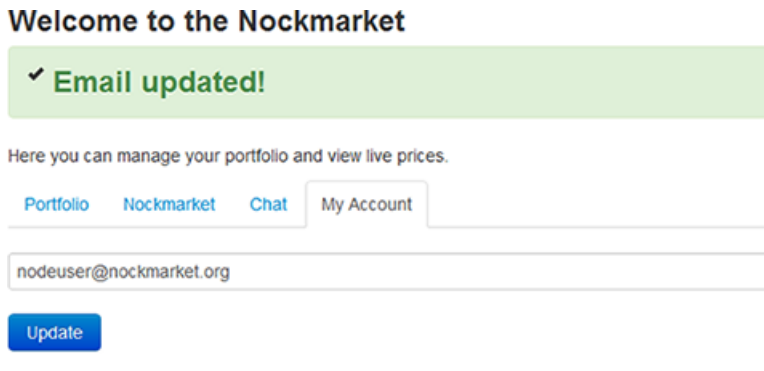 Welcome to the Nockmarket
Email updated!
Here you can manage your portfolio and view live prices.
Portfolio Nockmarket Chat My Account
nodeuser@nockmarket.org
Update